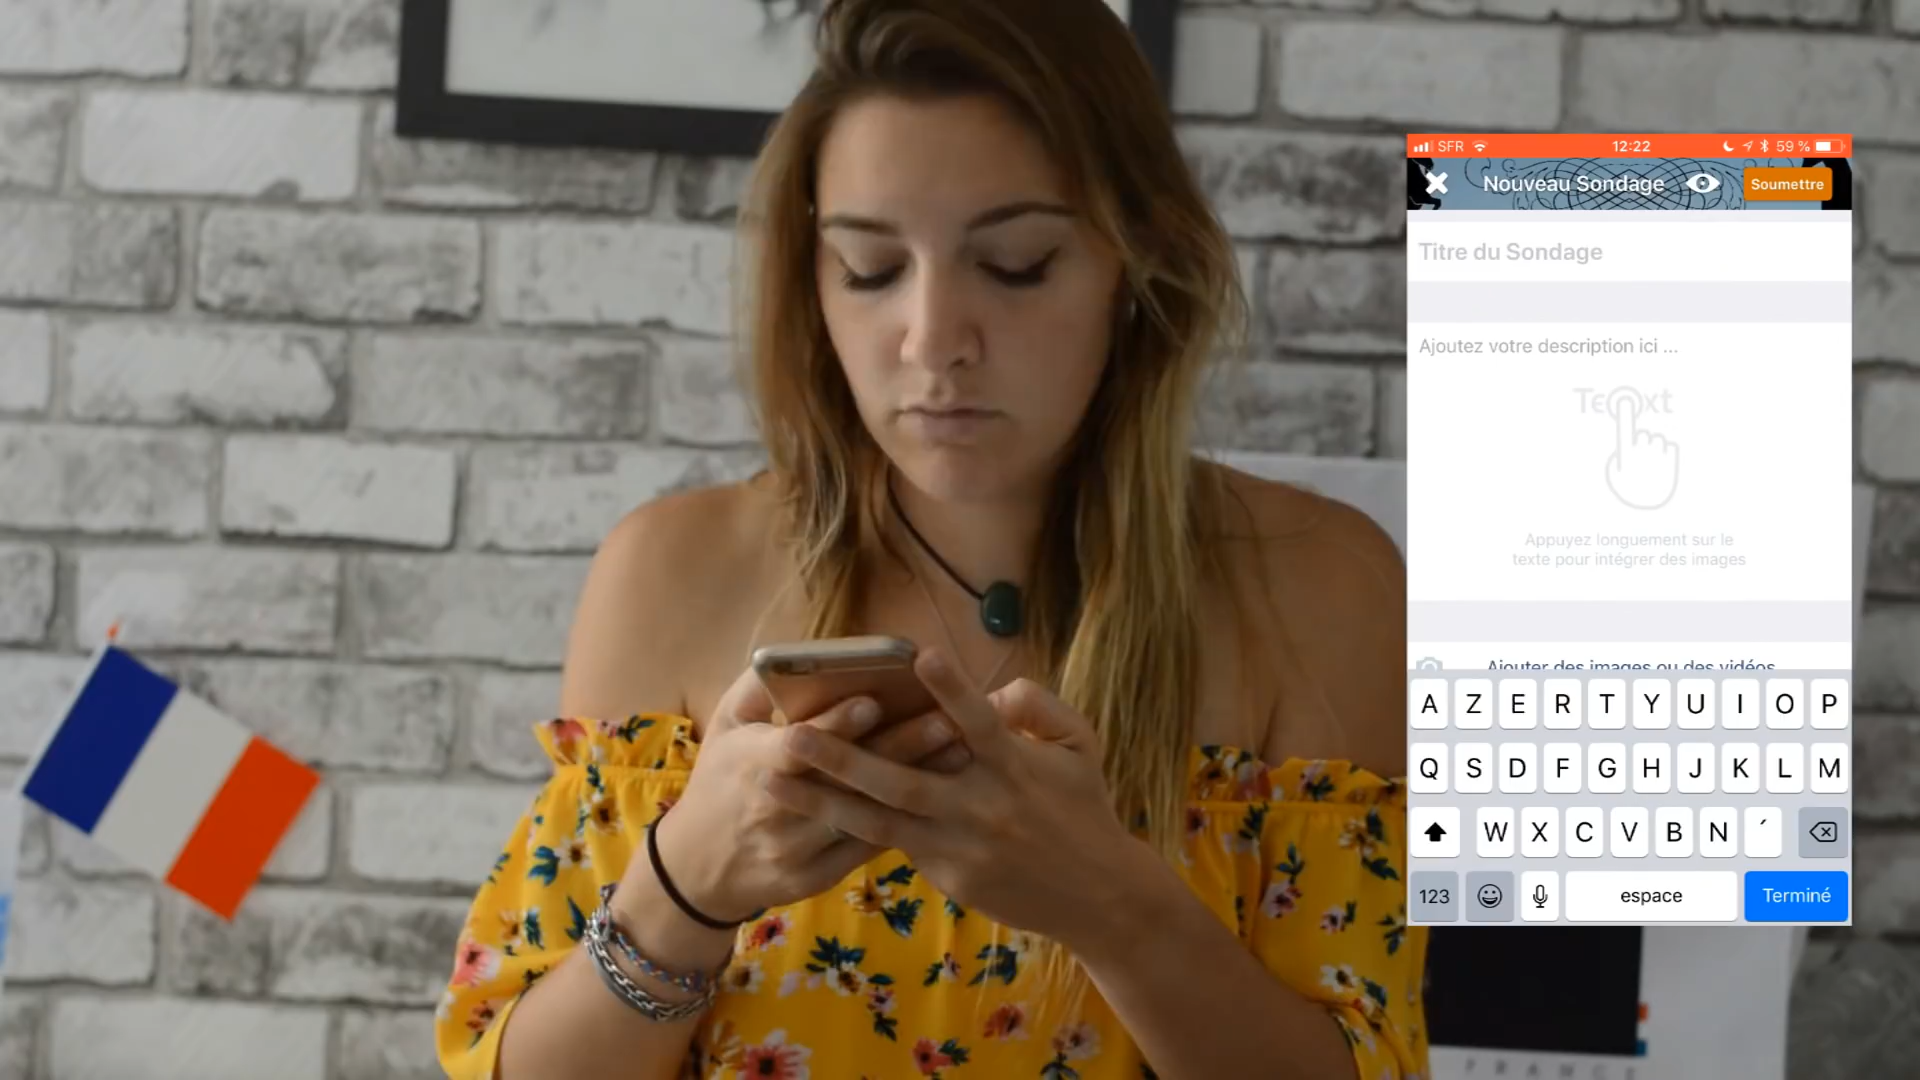 SFR 12:22 59 %
Nouveau Sondage Soumettre
Titre du Sondage
Ajoutez votre description ici ...
Text
Appuyez longuement sur le
texte pour intégrer des images
Ajouter des images ou des vidéos
A Z E R T Y U I O P
Q S D F G H J K L M
W X C V B N ´
123 espace Terminé
FRANCE